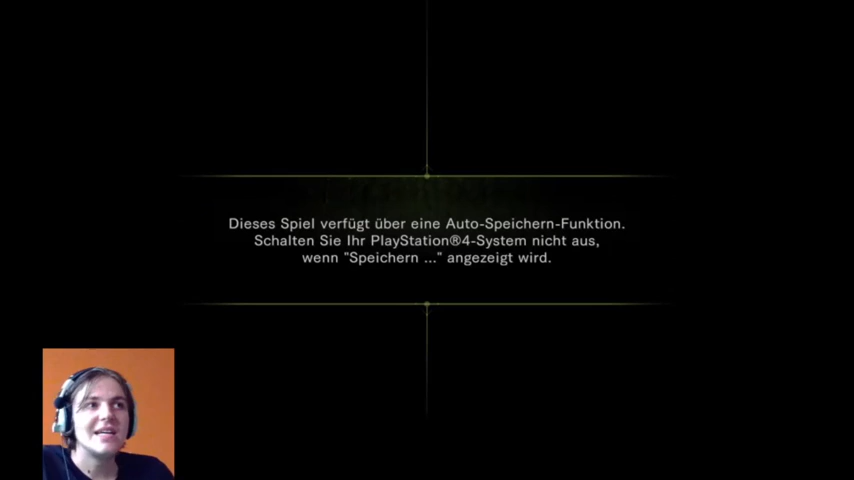 Dieses Spiel verfügt über eine Auto-Speichern-Funktion.
Schalten Sie Ihr PlayStation®4-System nicht aus,
wenn "Speichern ..." angezeigt wird.